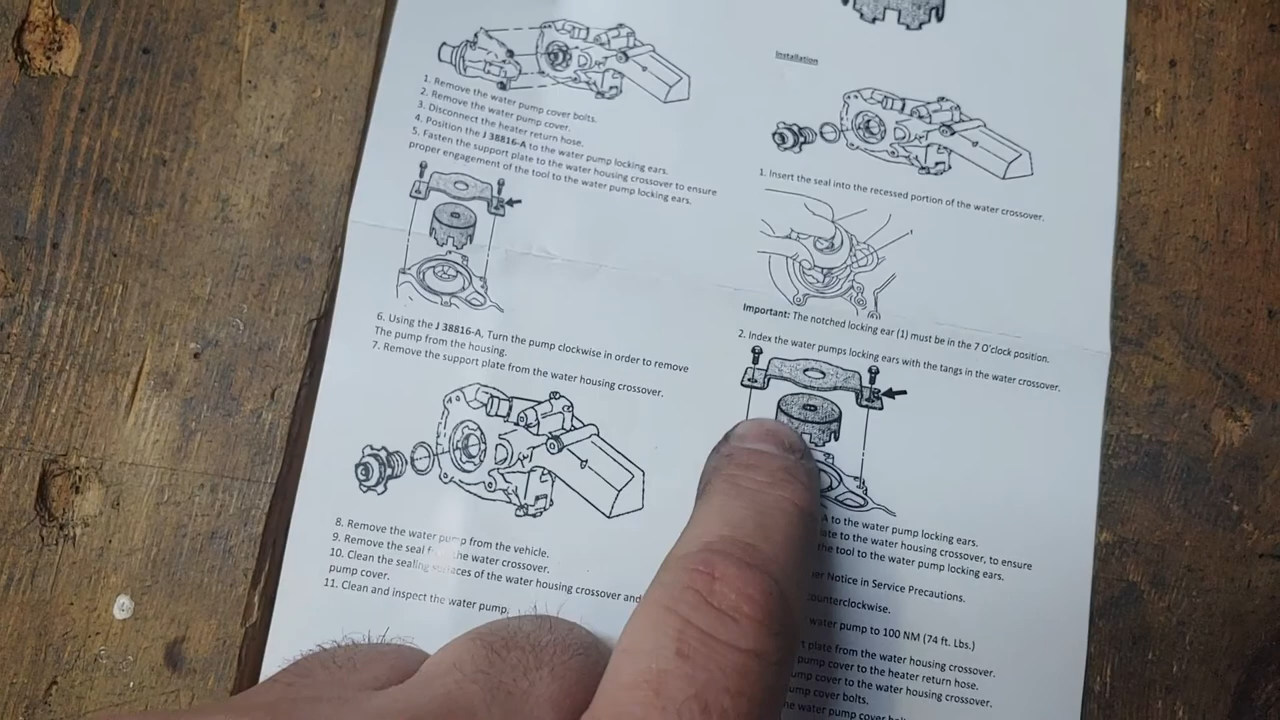 1. Remove the water pump cover bolts.
2. Remove the water pump cover.
3. Disconnect the heater return hose.
4. Position the J 38816-A to the water pump locking ears.
5. Fasten the support plate to the water housing crossover to ensure
proper engagement of the tool to the water pump locking ears.
6. Using the J 38816-A, Turn the pump clockwise in order to remove
The pump from the housing.
7. Remove the support plate from the water housing crossover.
8. Remove the water pump from the vehicle.
9. Remove the seal from the water crossover.
10. Clean the sealing surfaces of the water housing crossover and
pump cover.
11. Clean and inspect the water pump.
Installation
1. Insert the seal into the recessed portion of the water crossover.
1
Important: The notched locking ear (1) must be in the 7 O'clock position.
2. Index the water pumps locking ears with the tangs in the water crossover.
A to the water pump locking ears.
to the water housing crossover, to ensure
the tool to the water pump locking ears.
Notice in Service Precautions.
counterclockwise.
water pump to 100 NM (74 ft. Lbs.)
plate from the water housing crossover.
pump cover to the heater return hose.
pump cover to the water housing crossover.
pump cover bolts.
water pump cover